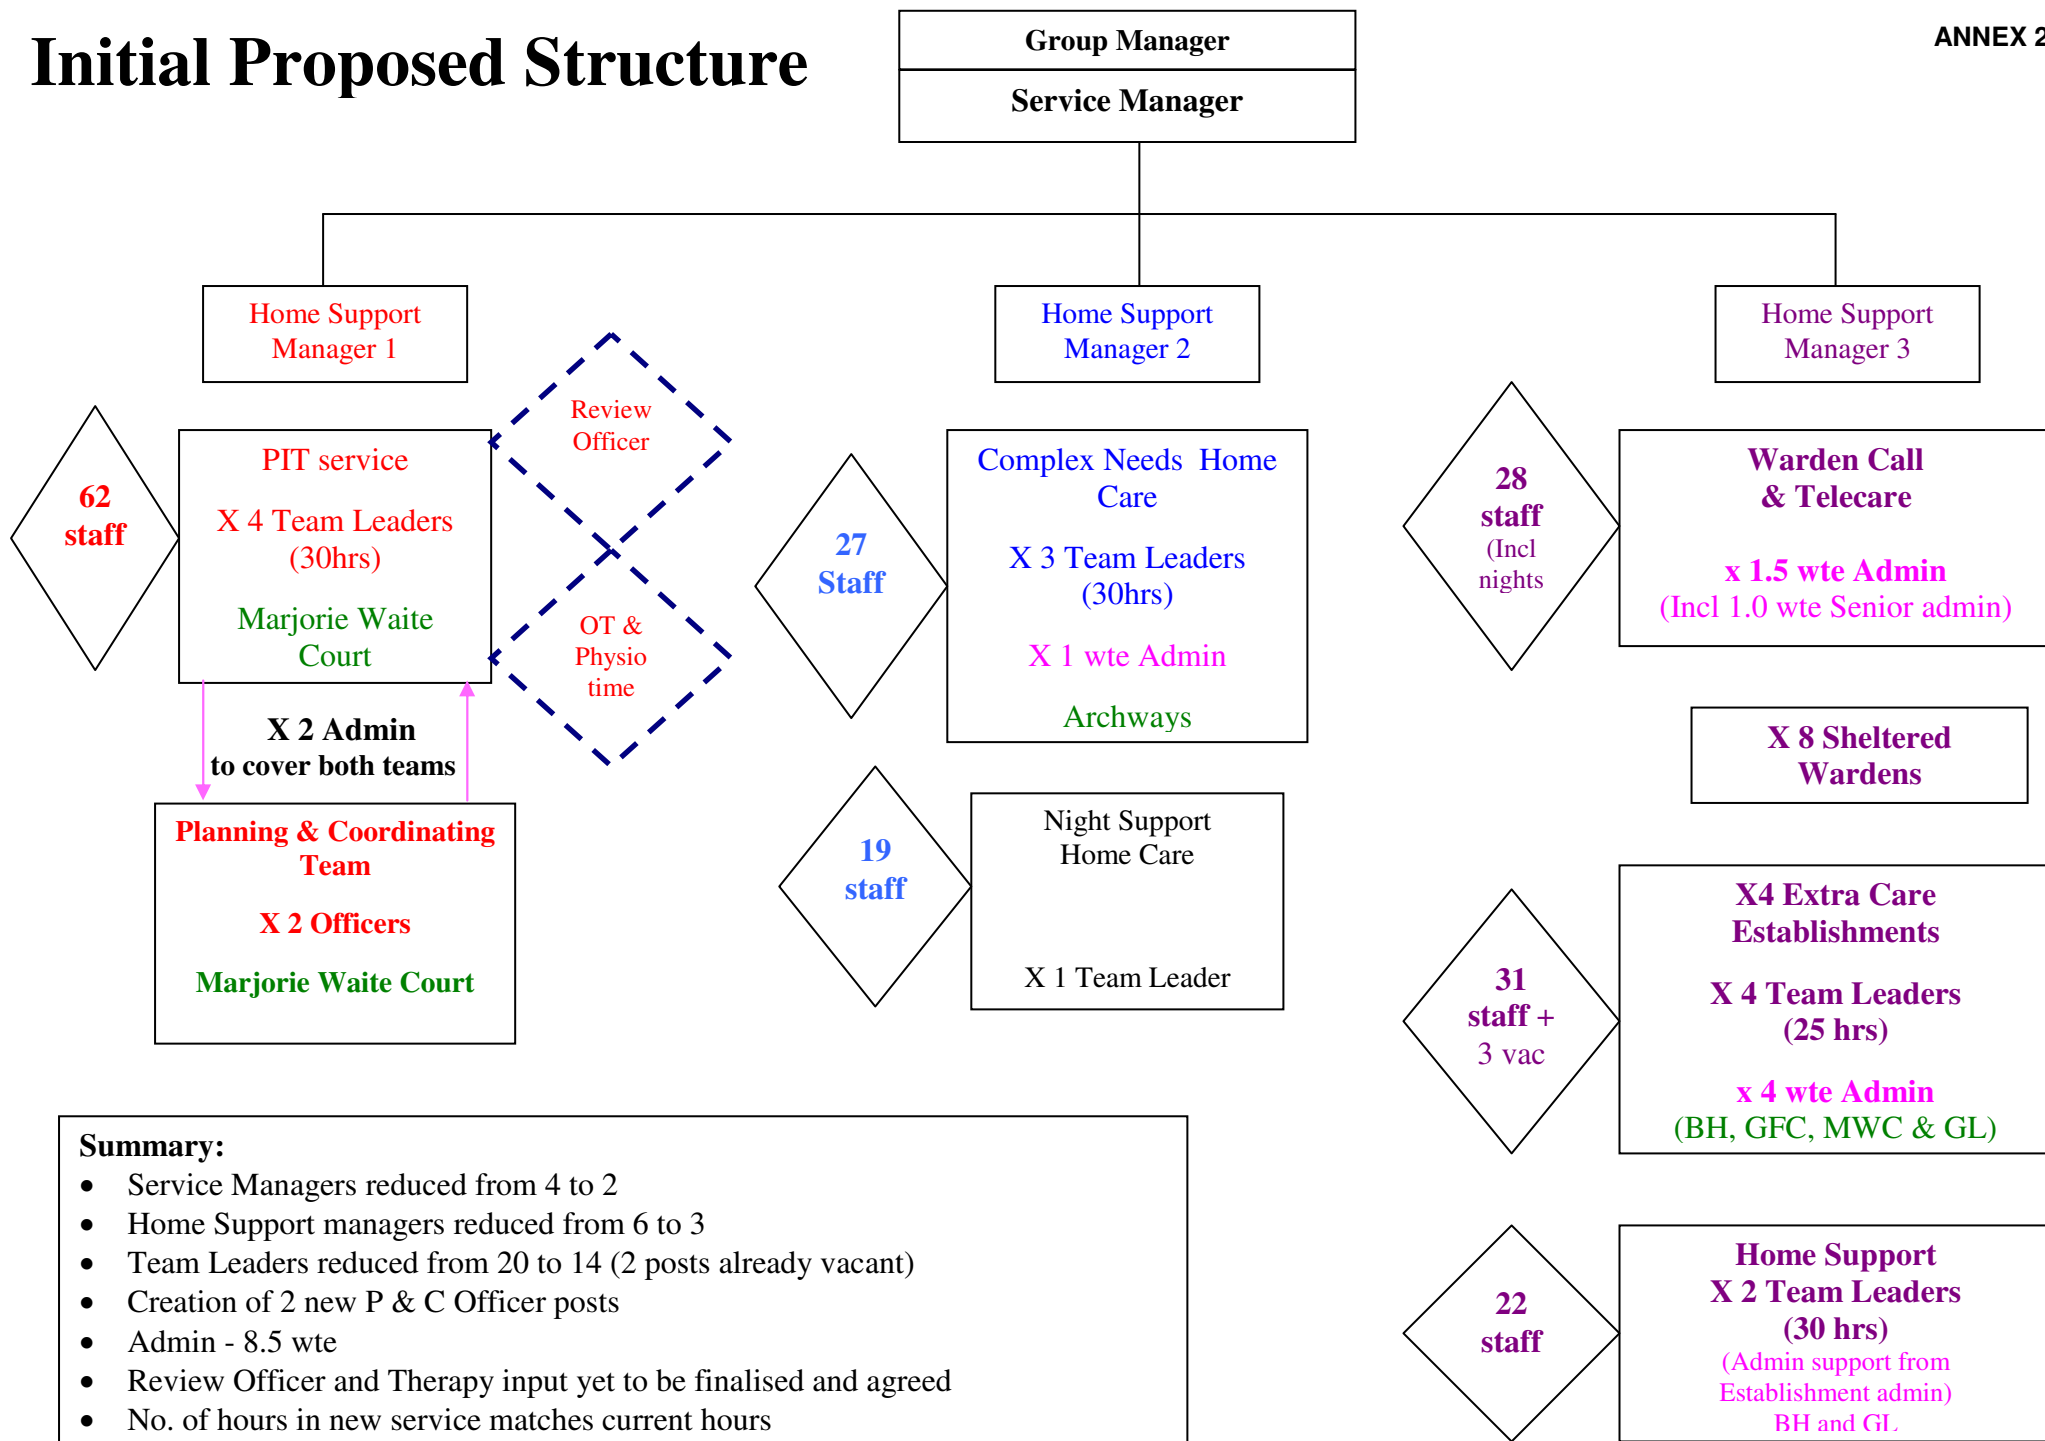 Initial Proposed Structure
ANNEX 2
Group Manager
Service Manager
Home Support
Manager 1
Home Support
Manager 2
Home Support
Manager 3
Review
Officer
62
staff
PIT service
X 4 Team Leaders
(30hrs)
Marjorie Waite
Court
OT &
Physio
time
X 2 Admin
to cover both teams
Planning & Coordinating
Team
X 2 Officers
Marjorie Waite Court
27
Staff
Complex Needs  Home
Care
X 3 Team Leaders
(30hrs)
X 1 wte Admin
Archways
19
staff
Night Support
Home Care
X 1 Team Leader
28
staff
(Incl
nights
Warden Call
& Telecare
x 1.5 wte Admin
(Incl 1.0 wte Senior admin)
X 8 Sheltered
Wardens
31
staff +
3 vac
X4 Extra Care
Establishments
X 4 Team Leaders
(25 hrs)
x 4 wte Admin
(BH, GFC, MWC & GL)
22
staff
Home Support
X 2 Team Leaders
(30 hrs)
(Admin support from
Establishment admin)
BH and GL
Summary:
• Service Managers reduced from 4 to 2
• Home Support managers reduced from 6 to 3
• Team Leaders reduced from 20 to 14 (2 posts already vacant)
• Creation of 2 new P & C Officer posts
• Admin - 8.5 wte
• Review Officer and Therapy input yet to be finalised and agreed
• No. of hours in new service matches current hours